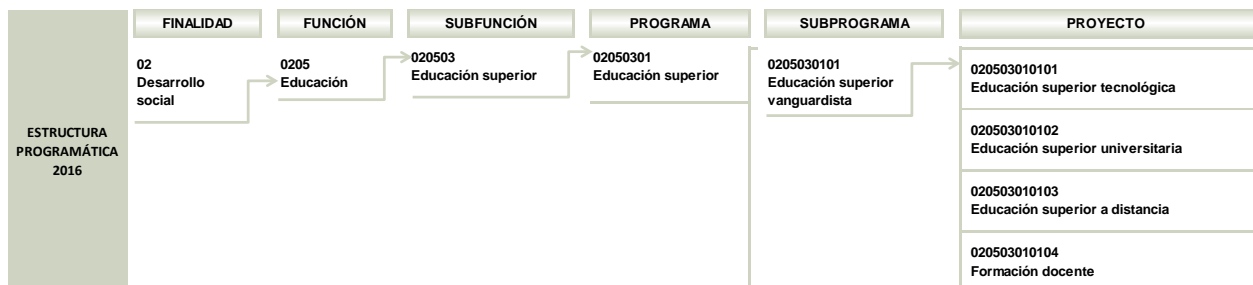 FINALIDAD
FUNCIÓN
SUBFUNCIÓN
PROGRAMA
SUBPROGRAMA
PROYECTO
ESTRUCTURA
PROGRAMÁTICA
2016
02
Desarrollo
social
0205
Educación
020503
Educación superior
02050301
Educación superior
0205030101
Educación superior
vanguardista
020503010101
Educación superior tecnológica
020503010102
Educación superior universitaria
020503010103
Educación superior a distancia
020503010104
Formación docente